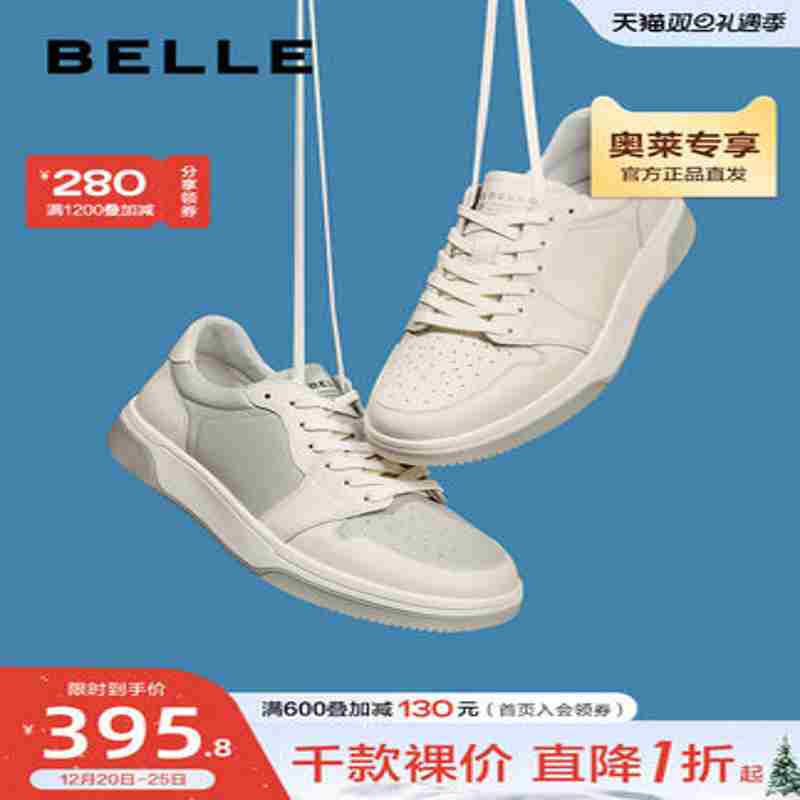 天猫双旦礼遇季
BELLE
奥莱专享
官方正品直发
¥280
满1200叠加减
分享领券
BELLE
BELLE
限时到手价
¥395.8
12月20日-25日
满600叠加减130元(首页入会领券)
千款裸价 直降1折起